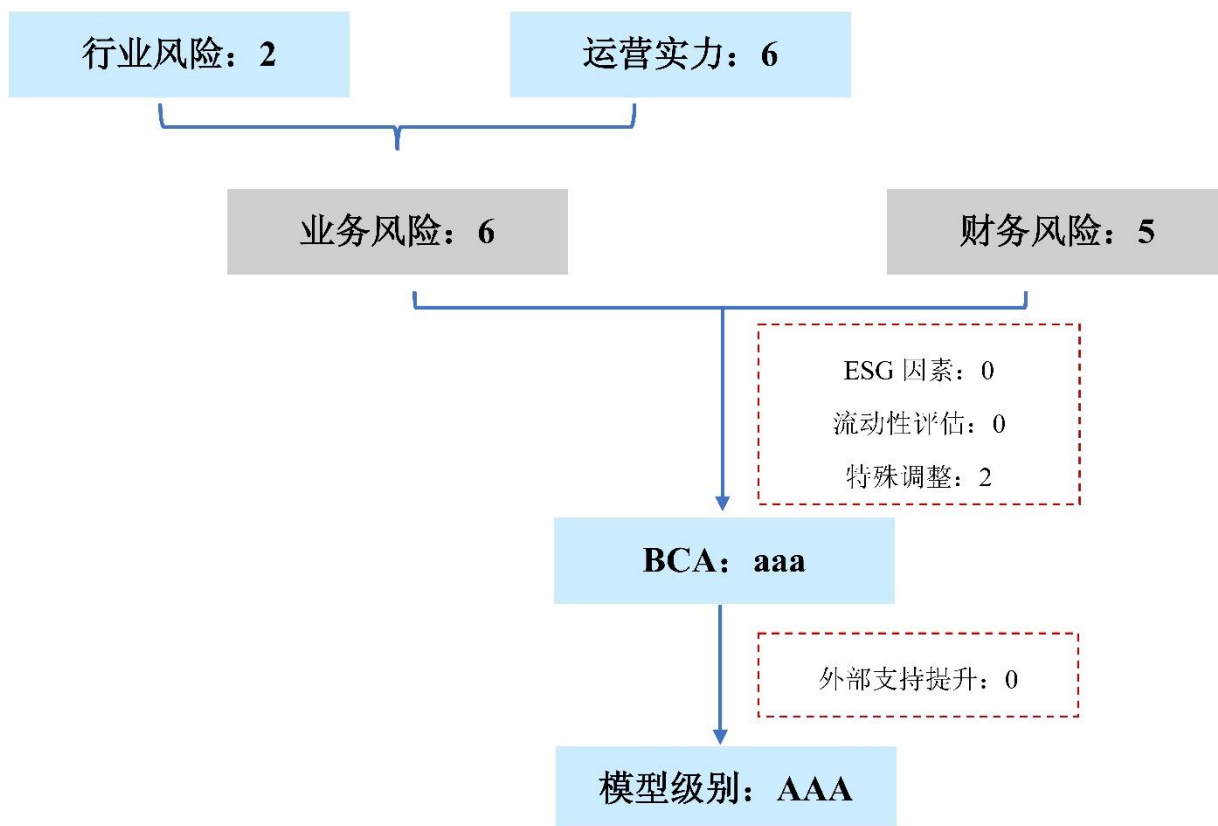 行业风险：2
运营实力：6
业务风险：6
财务风险：5
ESG 因素：0
流动性评估：0
特殊调整：2
BCA：aaa
外部支持提升：0
模型级别：AAA